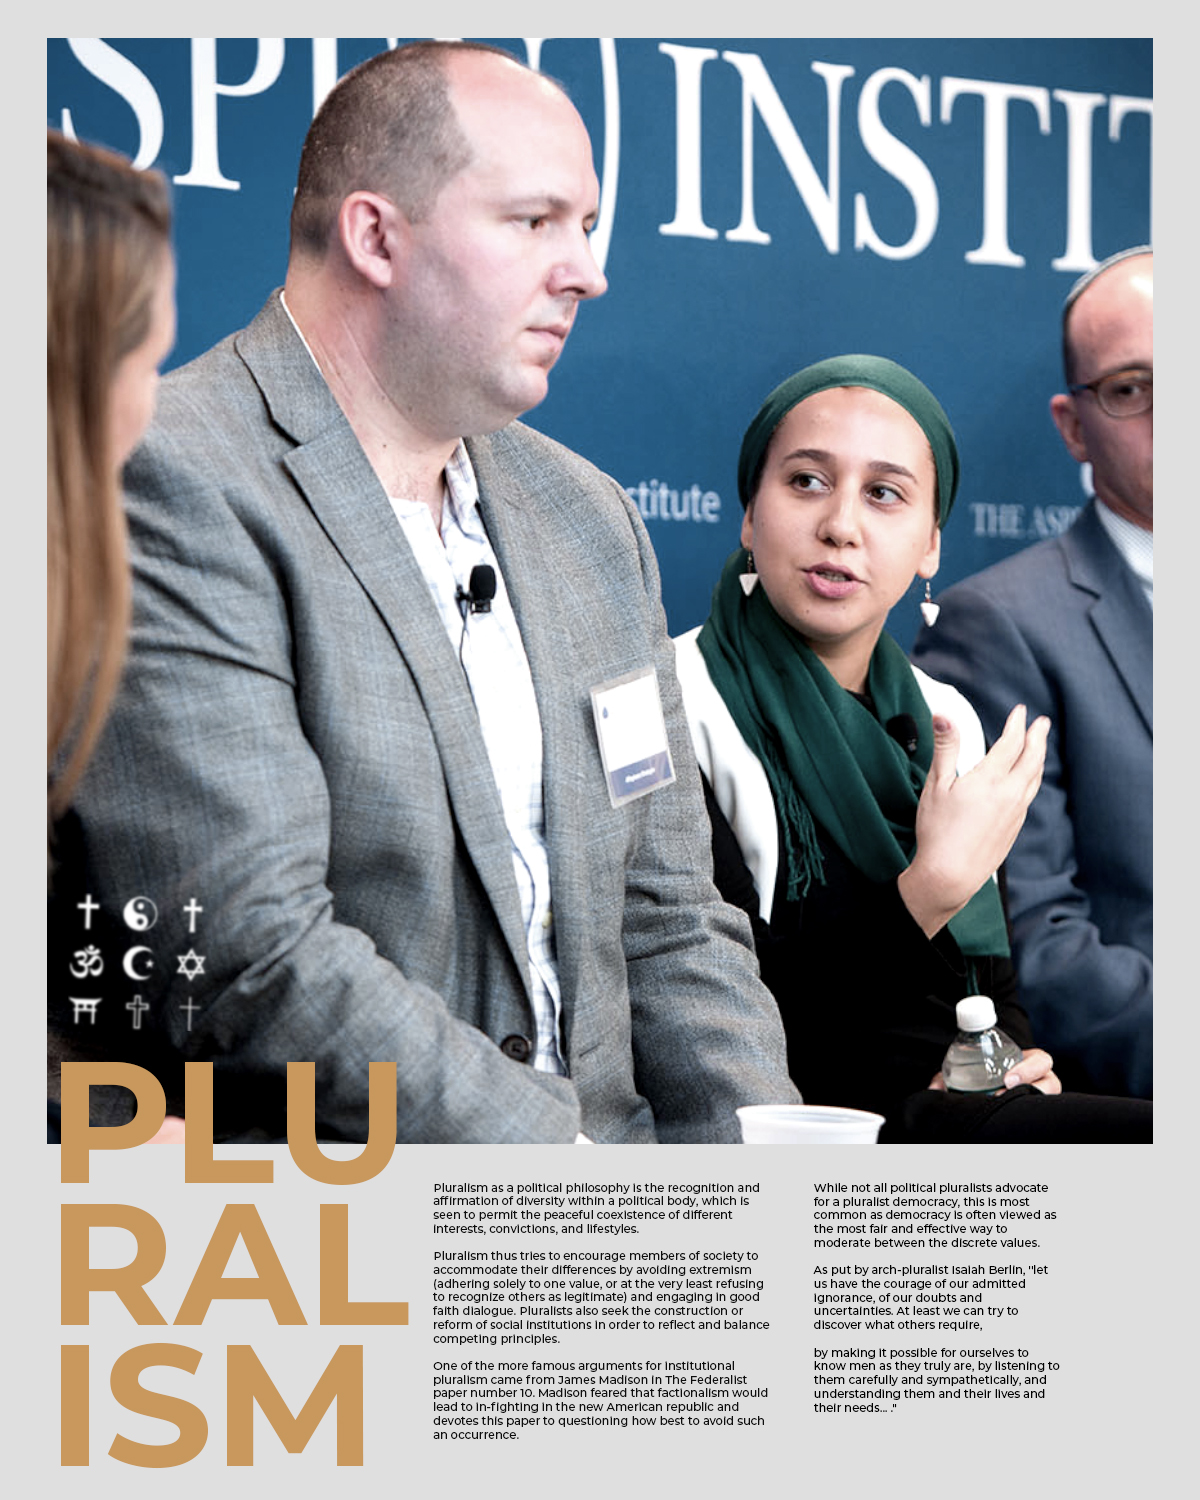 INSTIT
stitute
THE ASP
PLU
RAL
ISM
Pluralism as a political philosophy is the recognition and
affirmation of diversity within a political body, which is
seen to permit the peaceful coexistence of different
interests, convictions, and lifestyles.
Pluralism thus tries to encourage members of society to
accommodate their differences by avoiding extremism
(adhering solely to one value, or at the very least refusing
to recognize others as legitimate) and engaging in good
faith dialogue. Pluralists also seek the construction or
reform of social institutions in order to reflect and balance
competing principles.
One of the more famous arguments for institutional
pluralism came from James Madison in The Federalist
paper number 10. Madison feared that factionalism would
lead to in-fighting in the new American republic and
devotes this paper to questioning how best to avoid such
an occurrence.
While not all political pluralists advocate
for a pluralist democracy, this is most
common as democracy is often viewed as
the most fair and effective way to
moderate between the discrete values.
As put by arch-pluralist Isaiah Berlin, "let
us have the courage of our admitted
ignorance, of our doubts and
uncertainties. At least we can try to
discover what others require,
by making it possible for ourselves to
know men as they truly are, by listening to
them carefully and sympathetically, and
understanding them and their lives and
their needs... ."